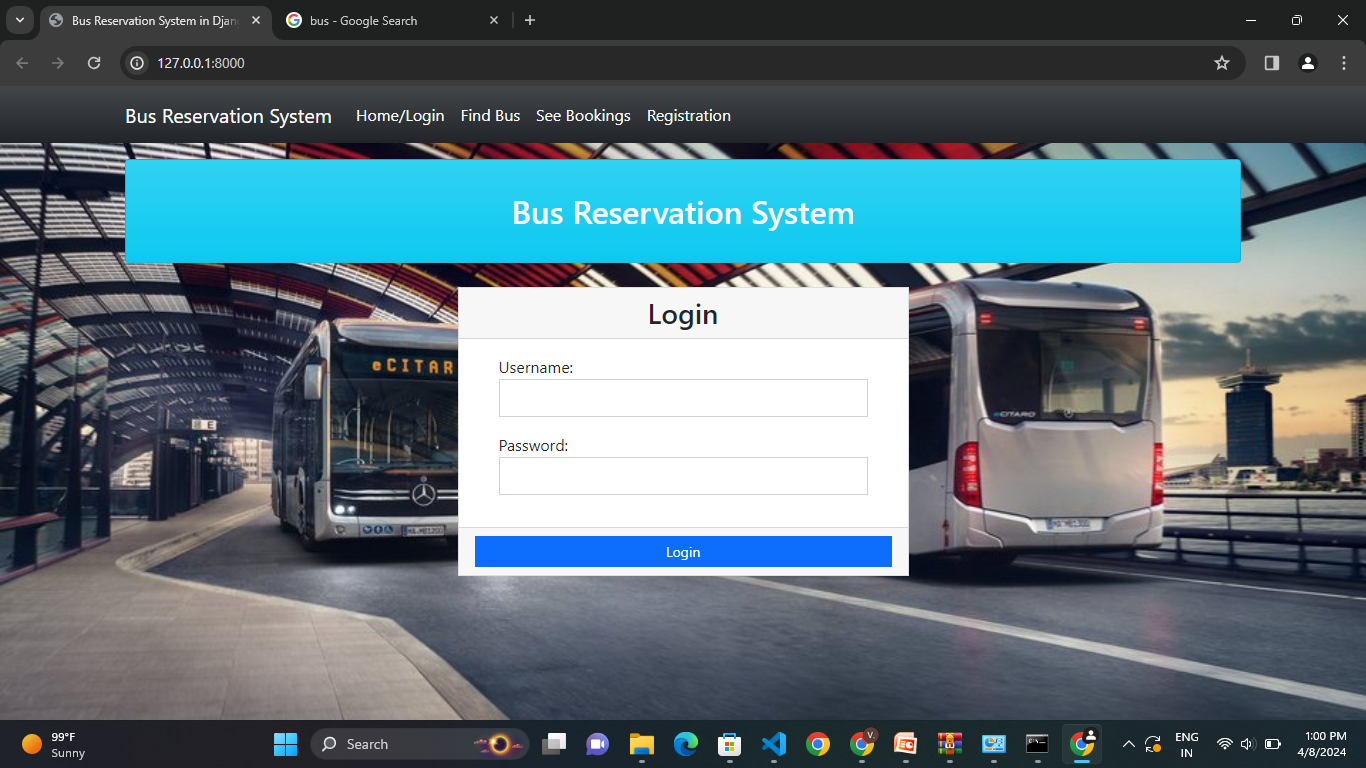 Bus Reservation System in Djan
bus - Google Search
127.0.0.1:8000
Bus Reservation System Home/Login Find Bus See Bookings Registration
Bus Reservation System
Login
Username:
Password:
Login
eCITAR
E
eCITARO
99°F
Sunny
Search
V.
ENG
IN
1:00 PM
4/8/2024